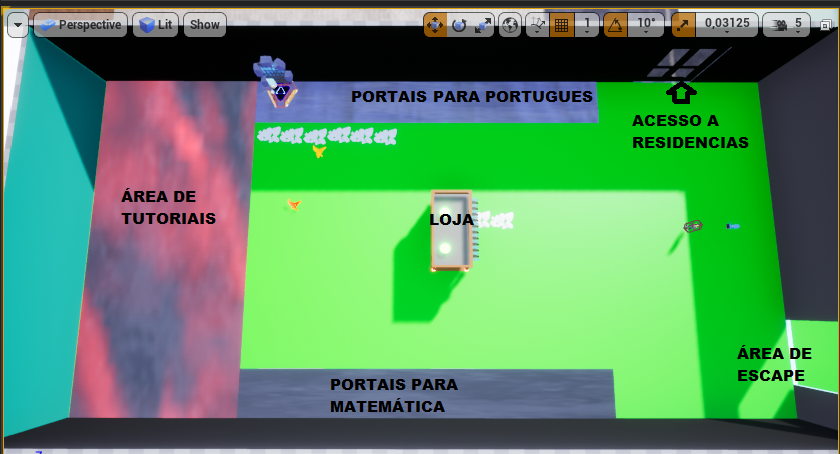 Perspective Lit Show 1 10° 0,03125 5
PORTAIS PARA PORTUGUES
ACESSO A
RESIDENCIAS
ÁREA DE
TUTORIAIS
LOJA
ÁREA DE
ESCAPE
PORTAIS PARA
MATEMÁTICA